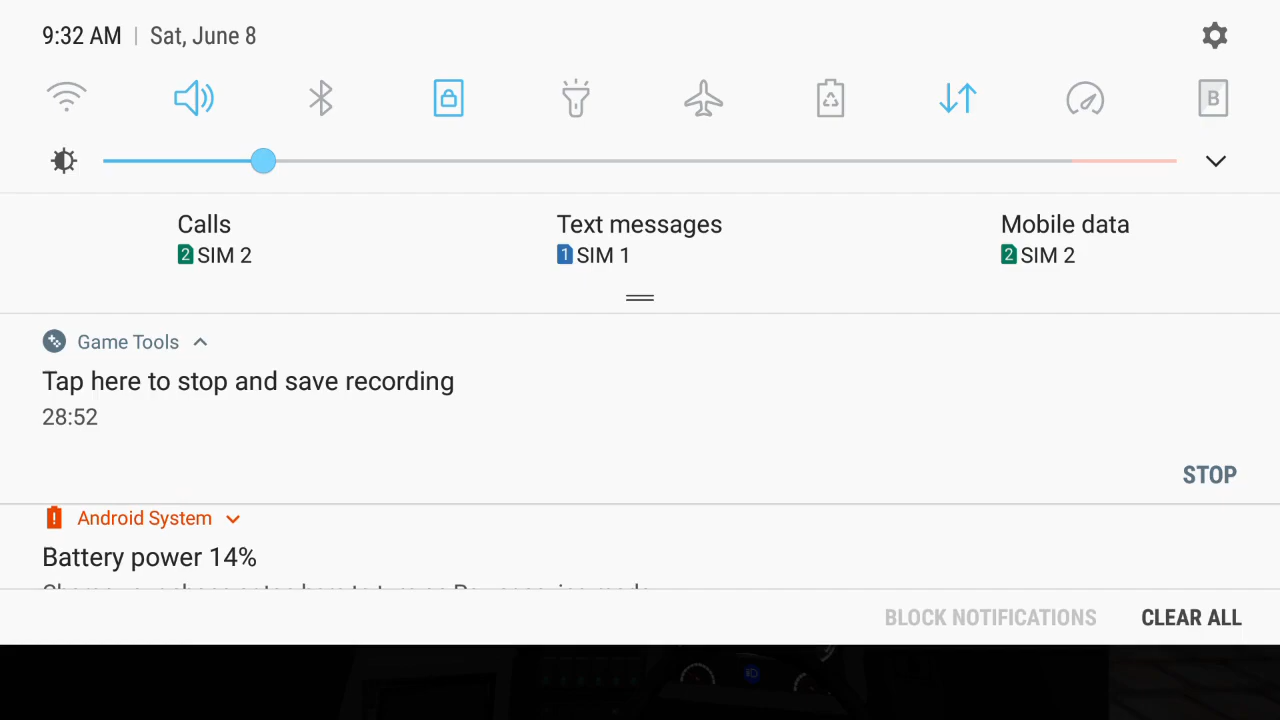 9:32 AM | Sat, June 8
B
Calls
2 SIM 2
Text messages
1 SIM 1
Mobile data
2 SIM 2
Game Tools
Tap here to stop and save recording
28:52
STOP
Android System
Battery power 14%
BLOCK NOTIFICATIONS
CLEAR ALL